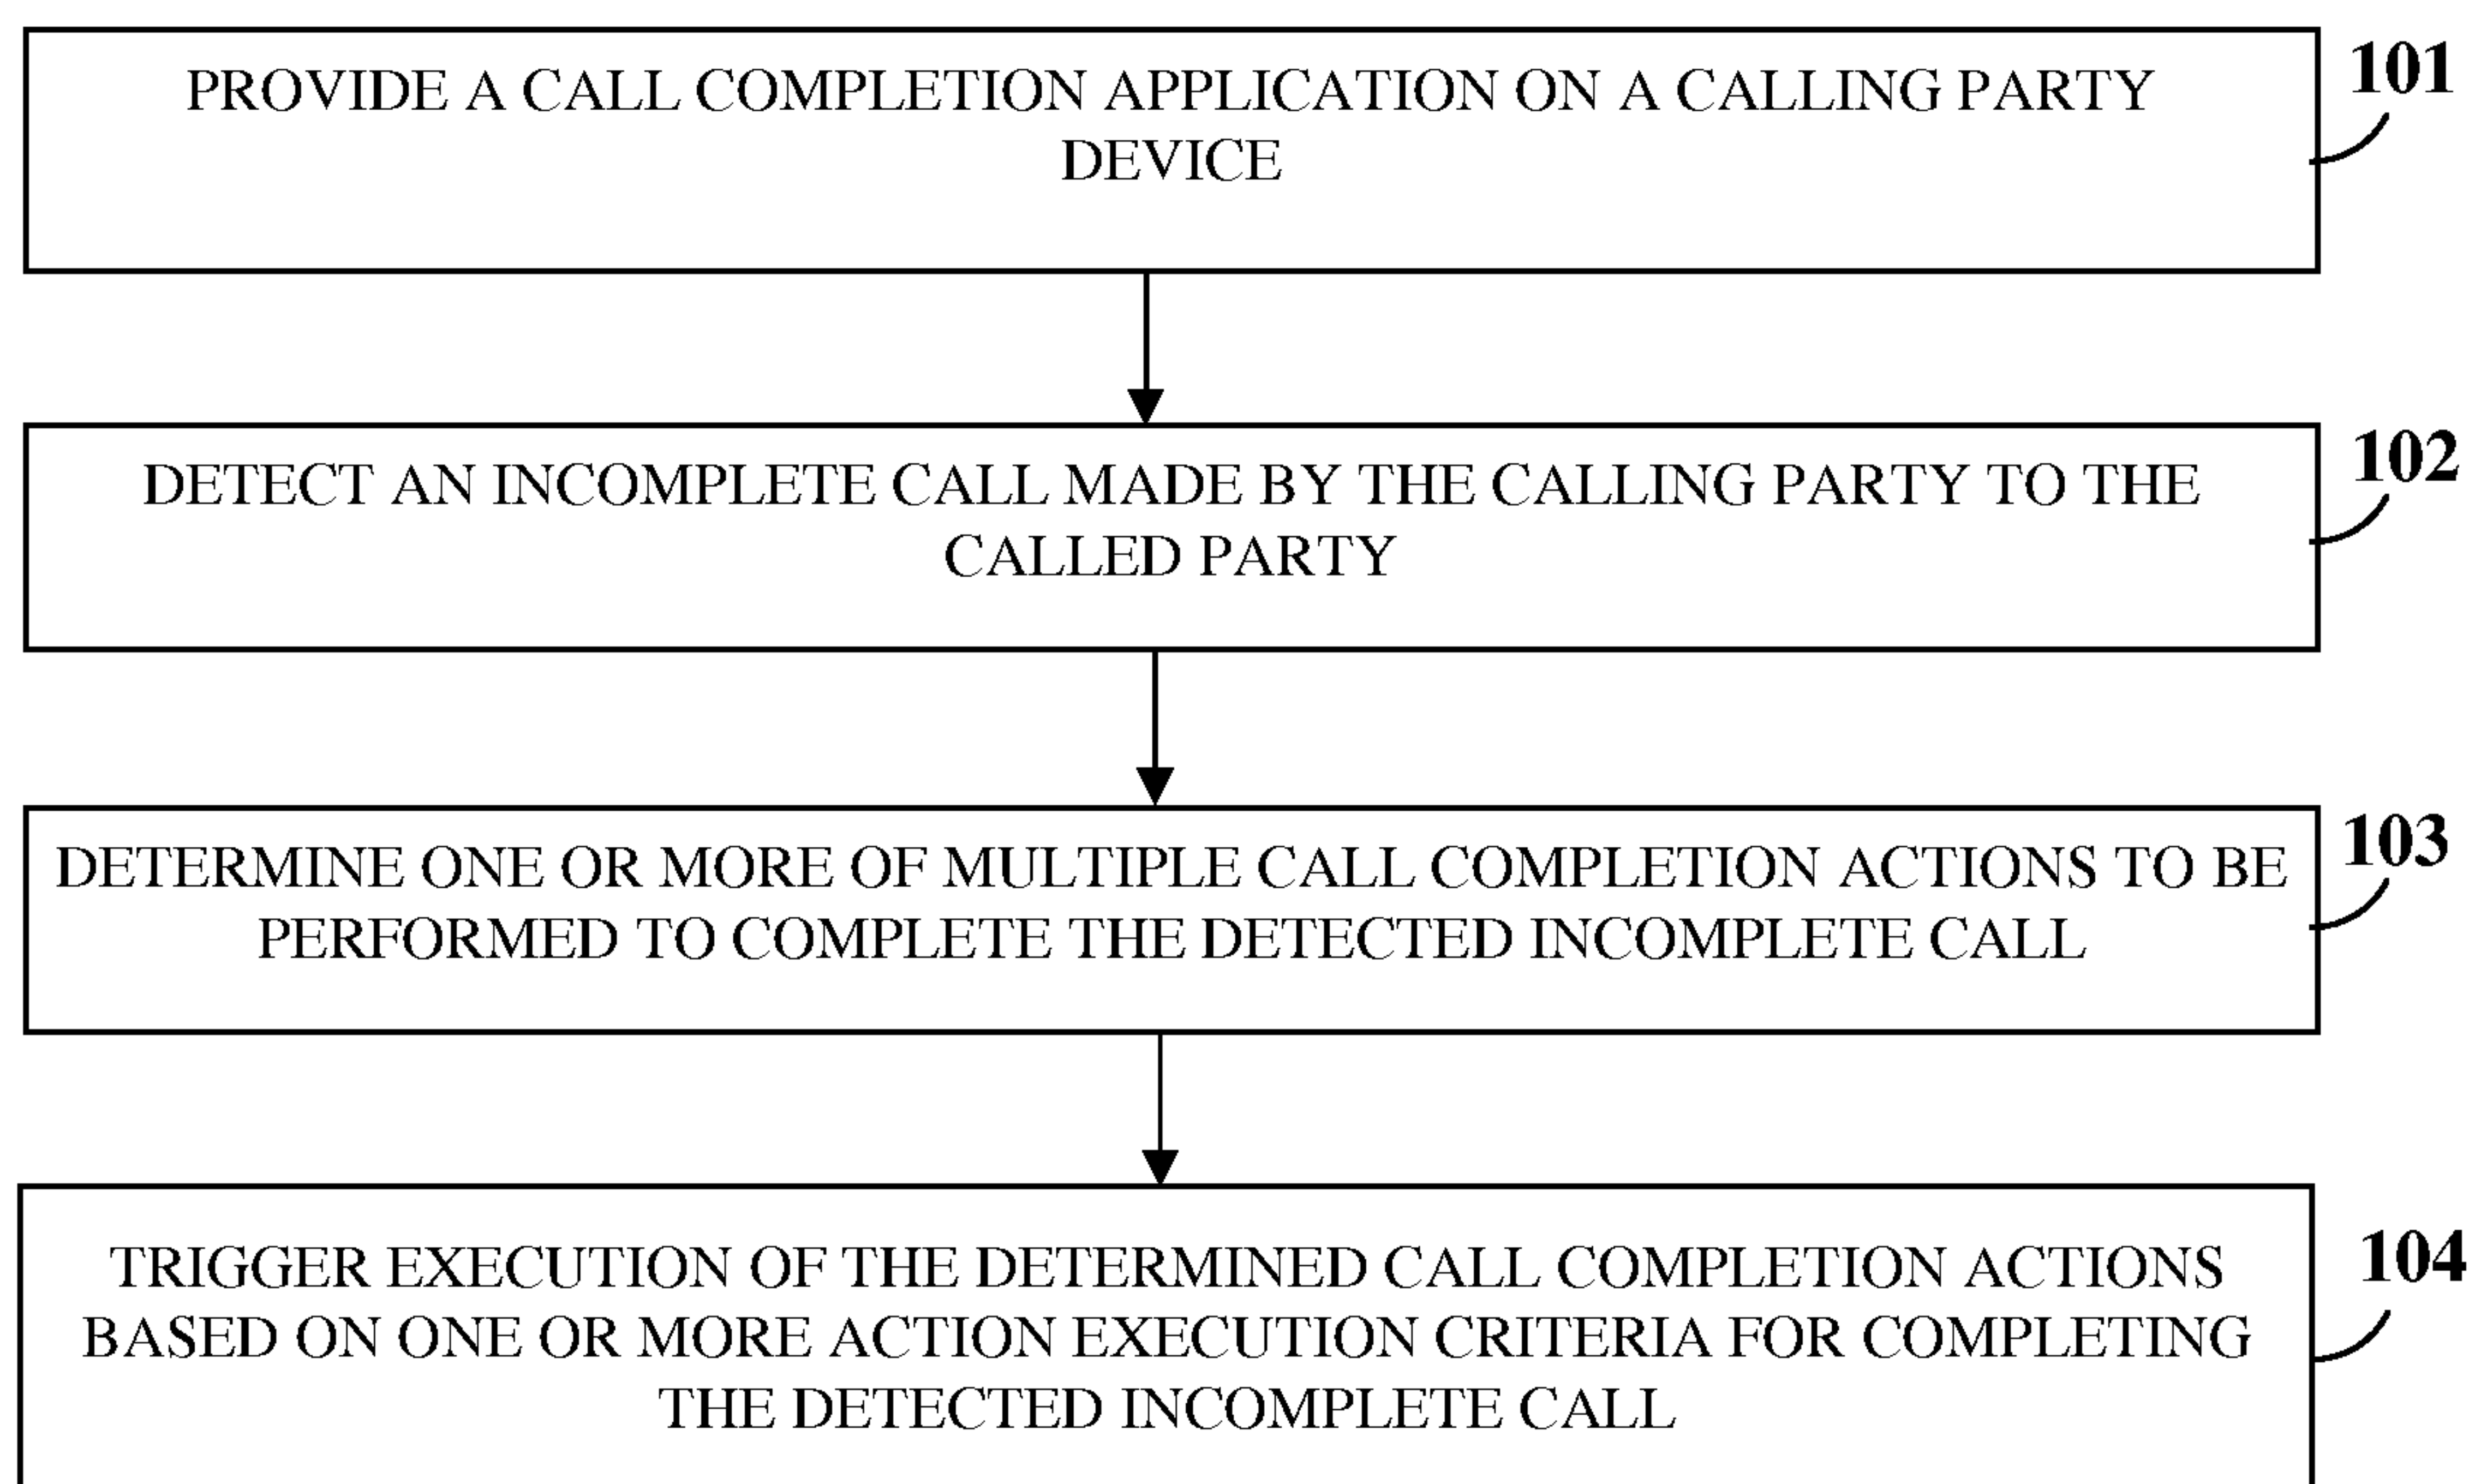 PROVIDE A CALL COMPLETION APPLICATION ON A CALLING PARTY
DEVICE
101
DETECT AN INCOMPLETE CALL MADE BY THE CALLING PARTY TO THE
CALLED PARTY
102
DETERMINE ONE OR MORE OF MULTIPLE CALL COMPLETION ACTIONS TO BE
PERFORMED TO COMPLETE THE DETECTED INCOMPLETE CALL
103
TRIGGER EXECUTION OF THE DETERMINED CALL COMPLETION ACTIONS
BASED ON ONE OR MORE ACTION EXECUTION CRITERIA FOR COMPLETING
THE DETECTED INCOMPLETE CALL
104